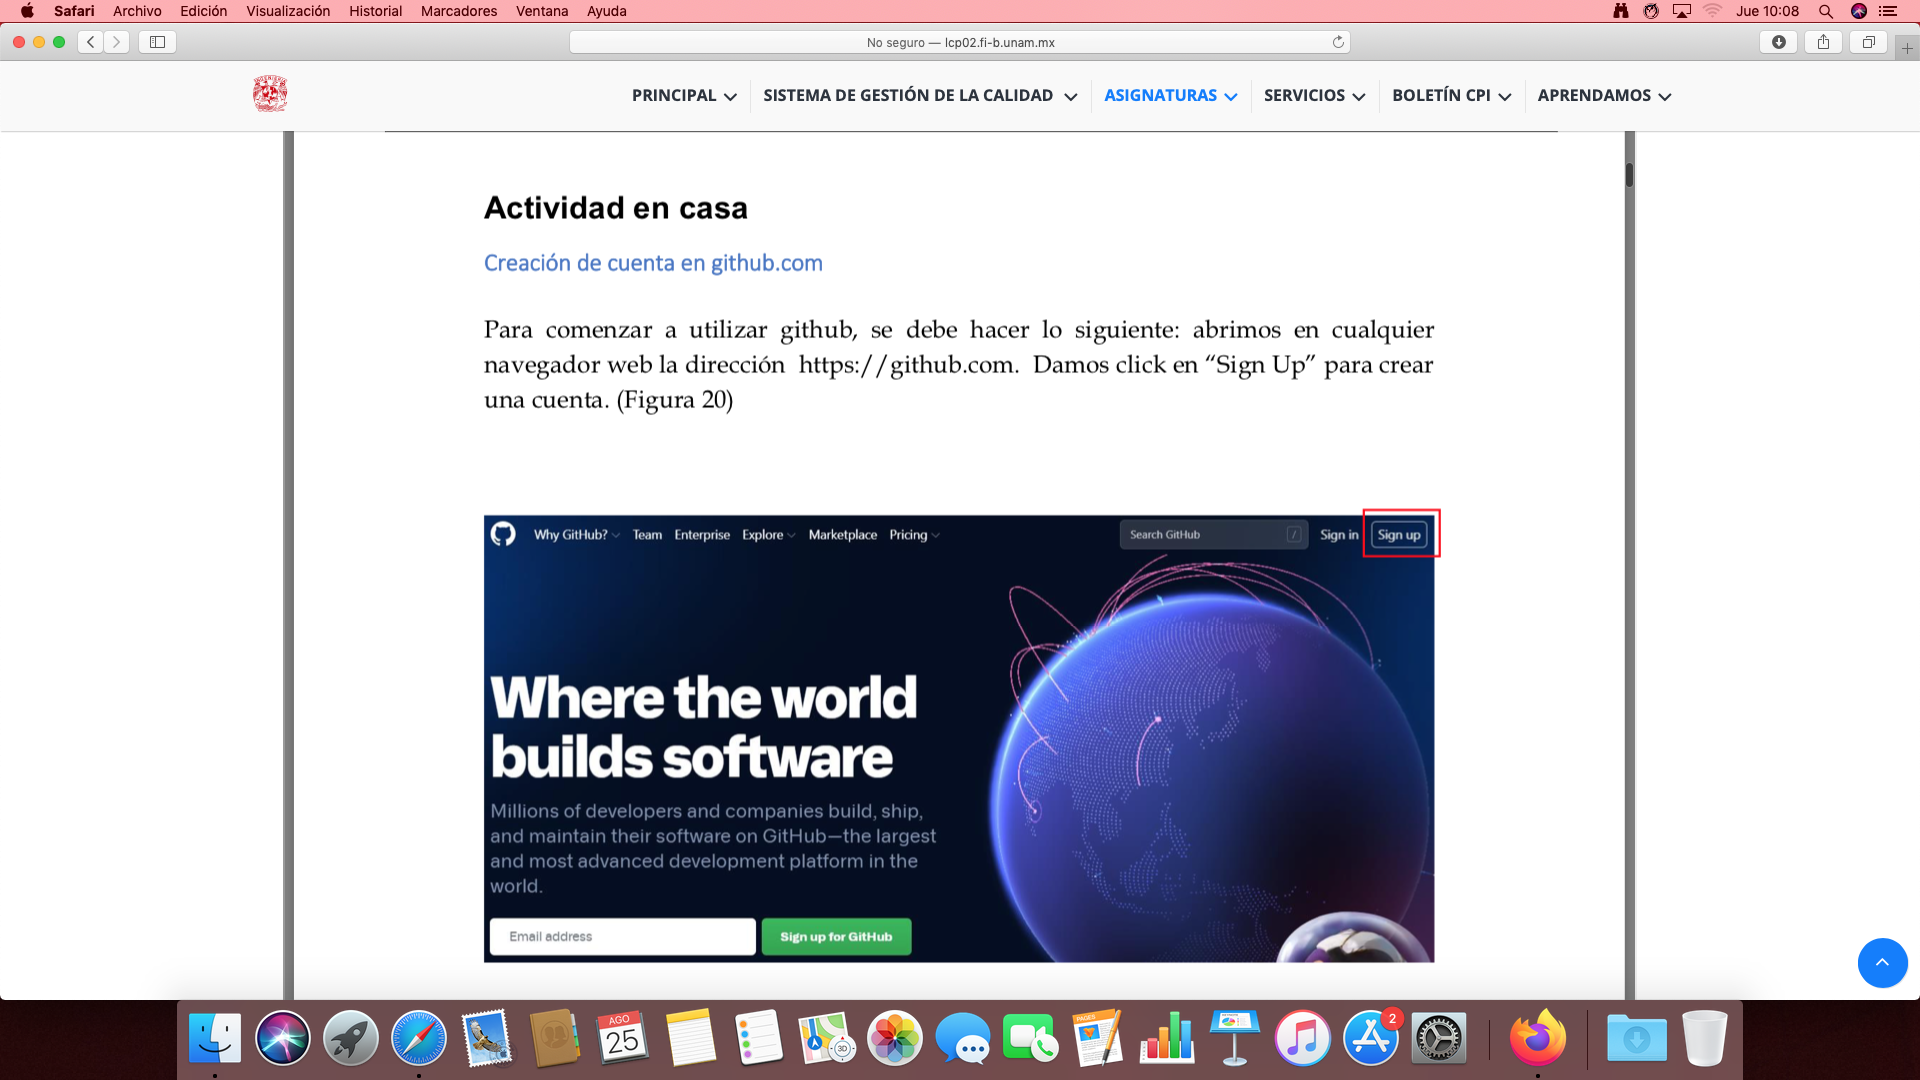 Safari Archivo Edición Visualización Historial Marcadores Ventana Ayuda Jue 10:08
No seguro — lcp02.fi-b.unam.mx
PRINCIPAL SISTEMA DE GESTIÓN DE LA CALIDAD ASIGNATURAS SERVICIOS BOLETÍN CPI APRENDAMOS
Actividad en casa
Creación de cuenta en github.com
Para comenzar a utilizar github, se debe hacer lo siguiente: abrimos en cualquier
navegador web la dirección https://github.com. Damos click en “Sign Up” para crear
una cuenta. (Figura 20)
Why GitHub? Team Enterprise Explore Marketplace Pricing Search GitHub / Sign in Sign up
Where the world
builds software
Millions of developers and companies build, ship,
and maintain their software on GitHub—the largest
and most advanced development platform in the
world.
Email address Sign up for GitHub
AGO
25
3D
PAGES
2